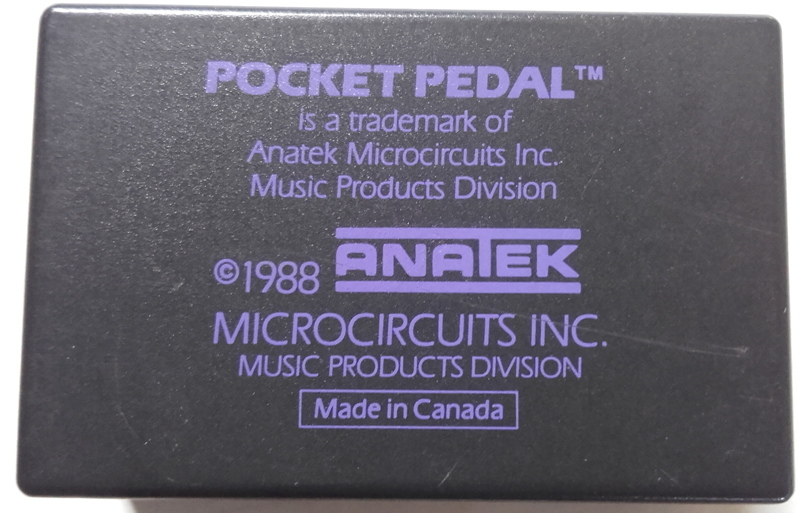 POCKET PEDAL™
is a trademark of
Anatek Microcircuits Inc.
Music Products Division
©1988 ANATEK
MICROCIRCUITS INC.
MUSIC PRODUCTS DIVISION
Made in Canada